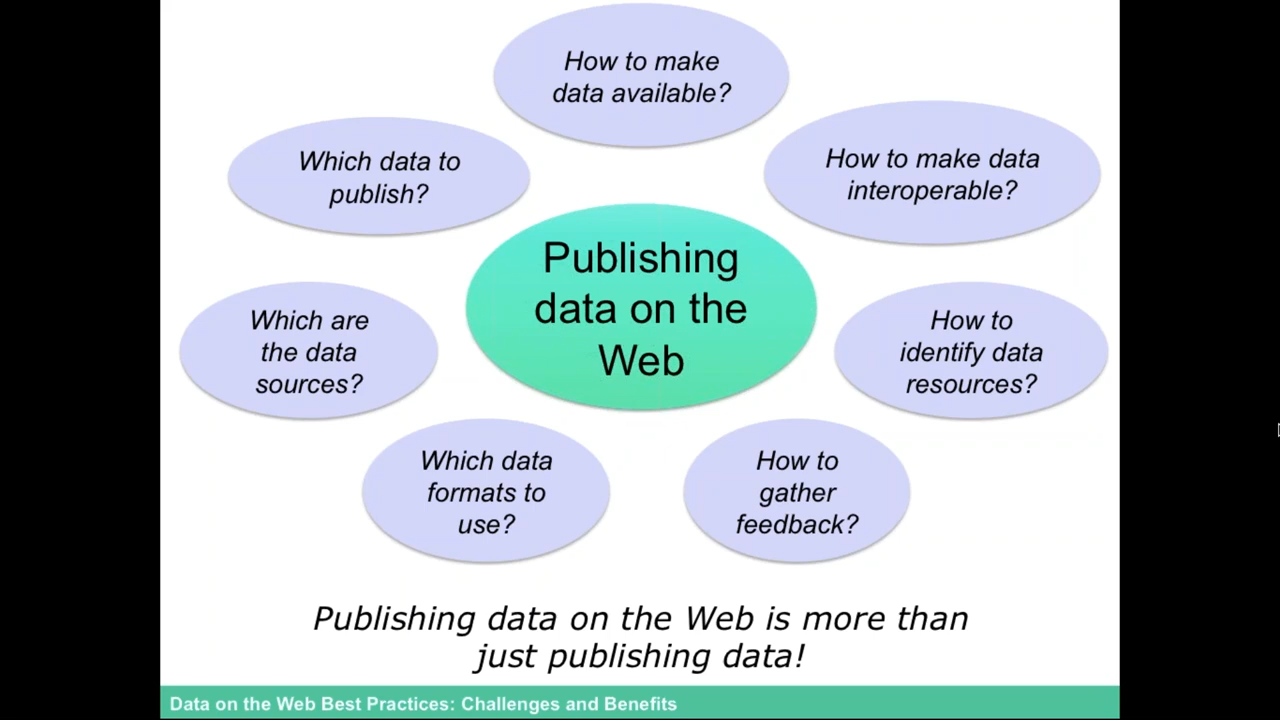 How to make
data available?
Which data to
publish?
How to make data
interoperable?
Publishing
data on the
Web
Which are
the data
sources?
How to
identify data
resources?
Which data
formats to
use?
How to
gather
feedback?
Publishing data on the Web is more than
just publishing data!
Data on the Web Best Practices: Challenges and Benefits